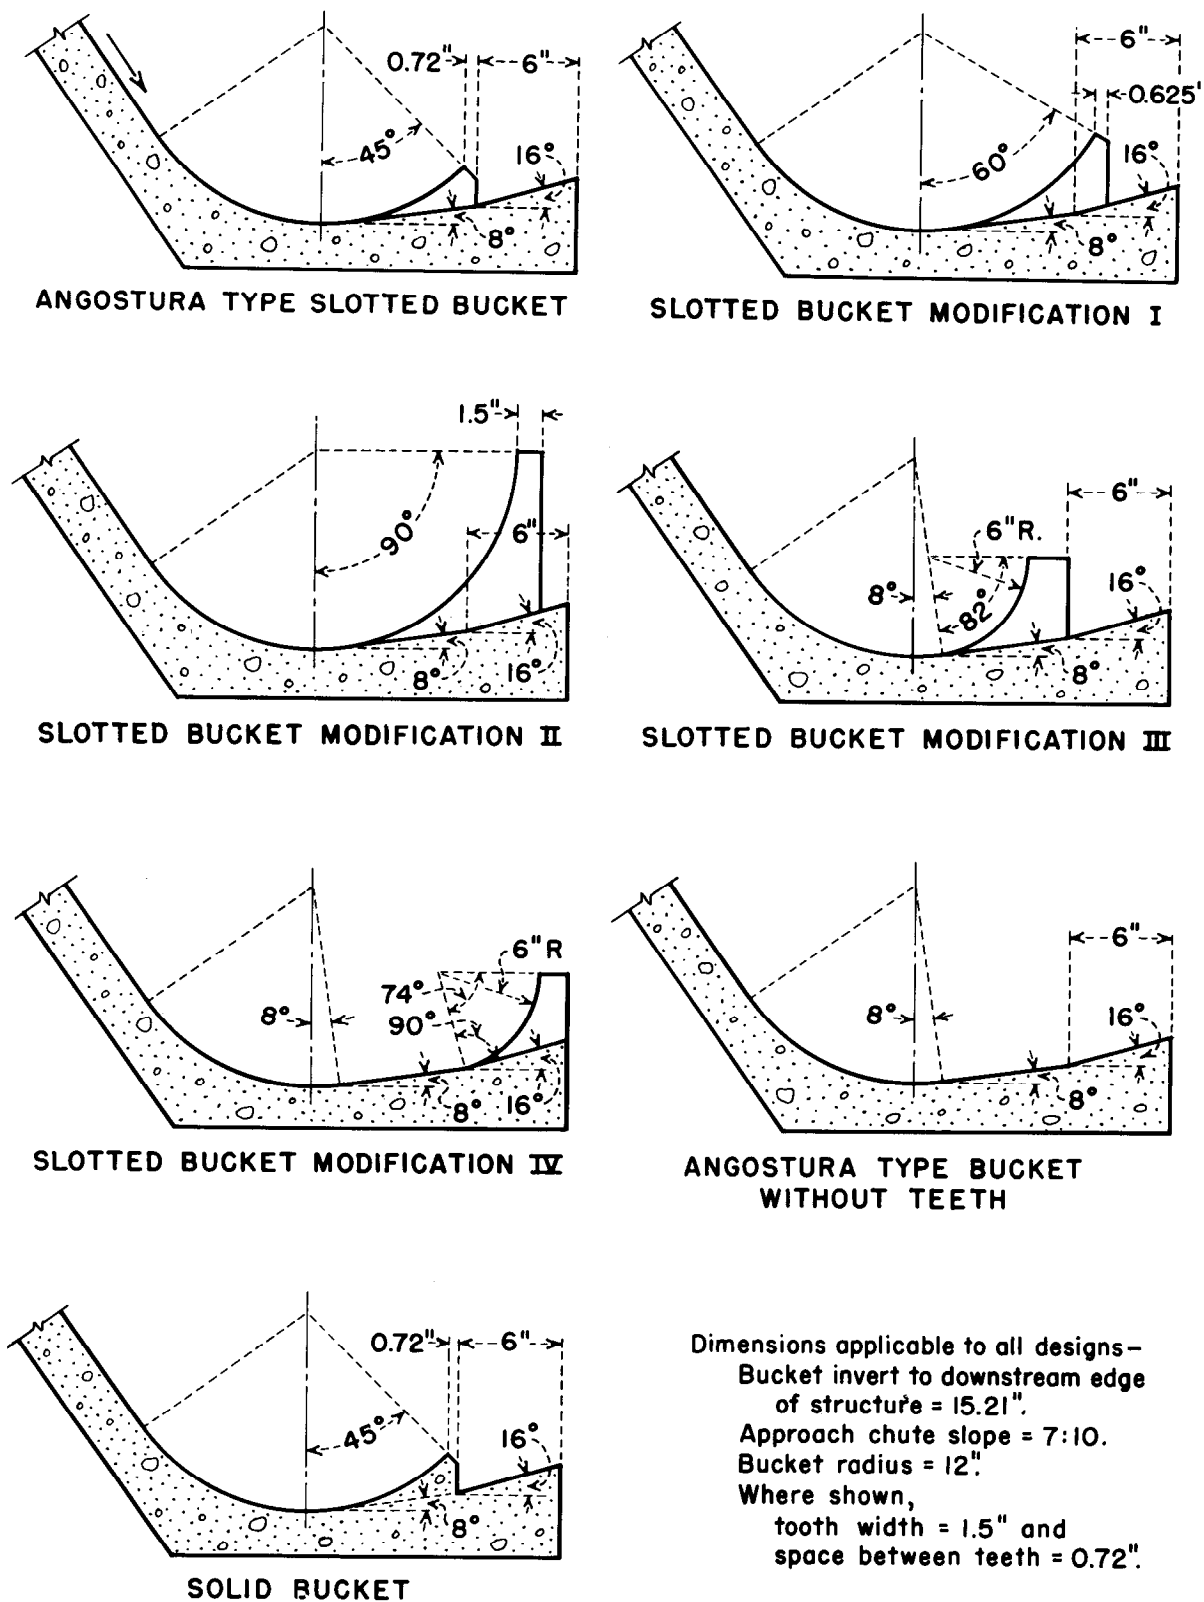 0.72"
6"
45°
16°
8°
ANGOSTURA TYPE SLOTTED BUCKET
6"
0.625"
60°
16°
8°
SLOTTED BUCKET MODIFICATION I
1.5"
90°
6"
8°
16°
SLOTTED BUCKET MODIFICATION II
6"
6"R.
8°
82°
16°
8°
SLOTTED BUCKET MODIFICATION III
6"R
74°
90°
8°
8°
16°
SLOTTED BUCKET MODIFICATION IV
6"
8°
16°
8°
ANGOSTURA TYPE BUCKET
WITHOUT TEETH
0.72"
6"
45°
16°
8°
SOLID BUCKET
Dimensions applicable to all designs—
Bucket invert to downstream edge
of structure = 15.21".
Approach chute slope = 7:10.
Bucket radius = 12".
Where shown,
tooth width = 1.5" and
space between teeth = 0.72".